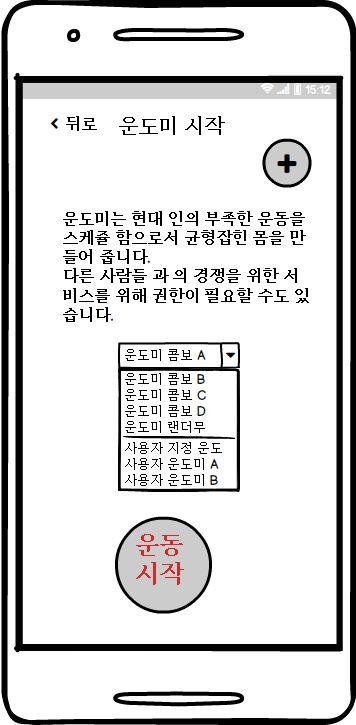 15:12
< 뒤로 운도미 시작
+
운도미는 현대 인의 부족한 운동을
스케쥴 함으로서 균형잡힌 몸을 만
들어 줍니다.
다른 사람들 과 의 경쟁을 위한 서
비스를 위해 권한이 필요할 수도 있
습니다.
운도미 콤보 A
운도미 콤보 B
운도미 콤보 C
운도미 콤보 D
운도미 랜더무
사용자 지정 운도
사용자 운도미 A
사용자 운도미 B
운동
시작